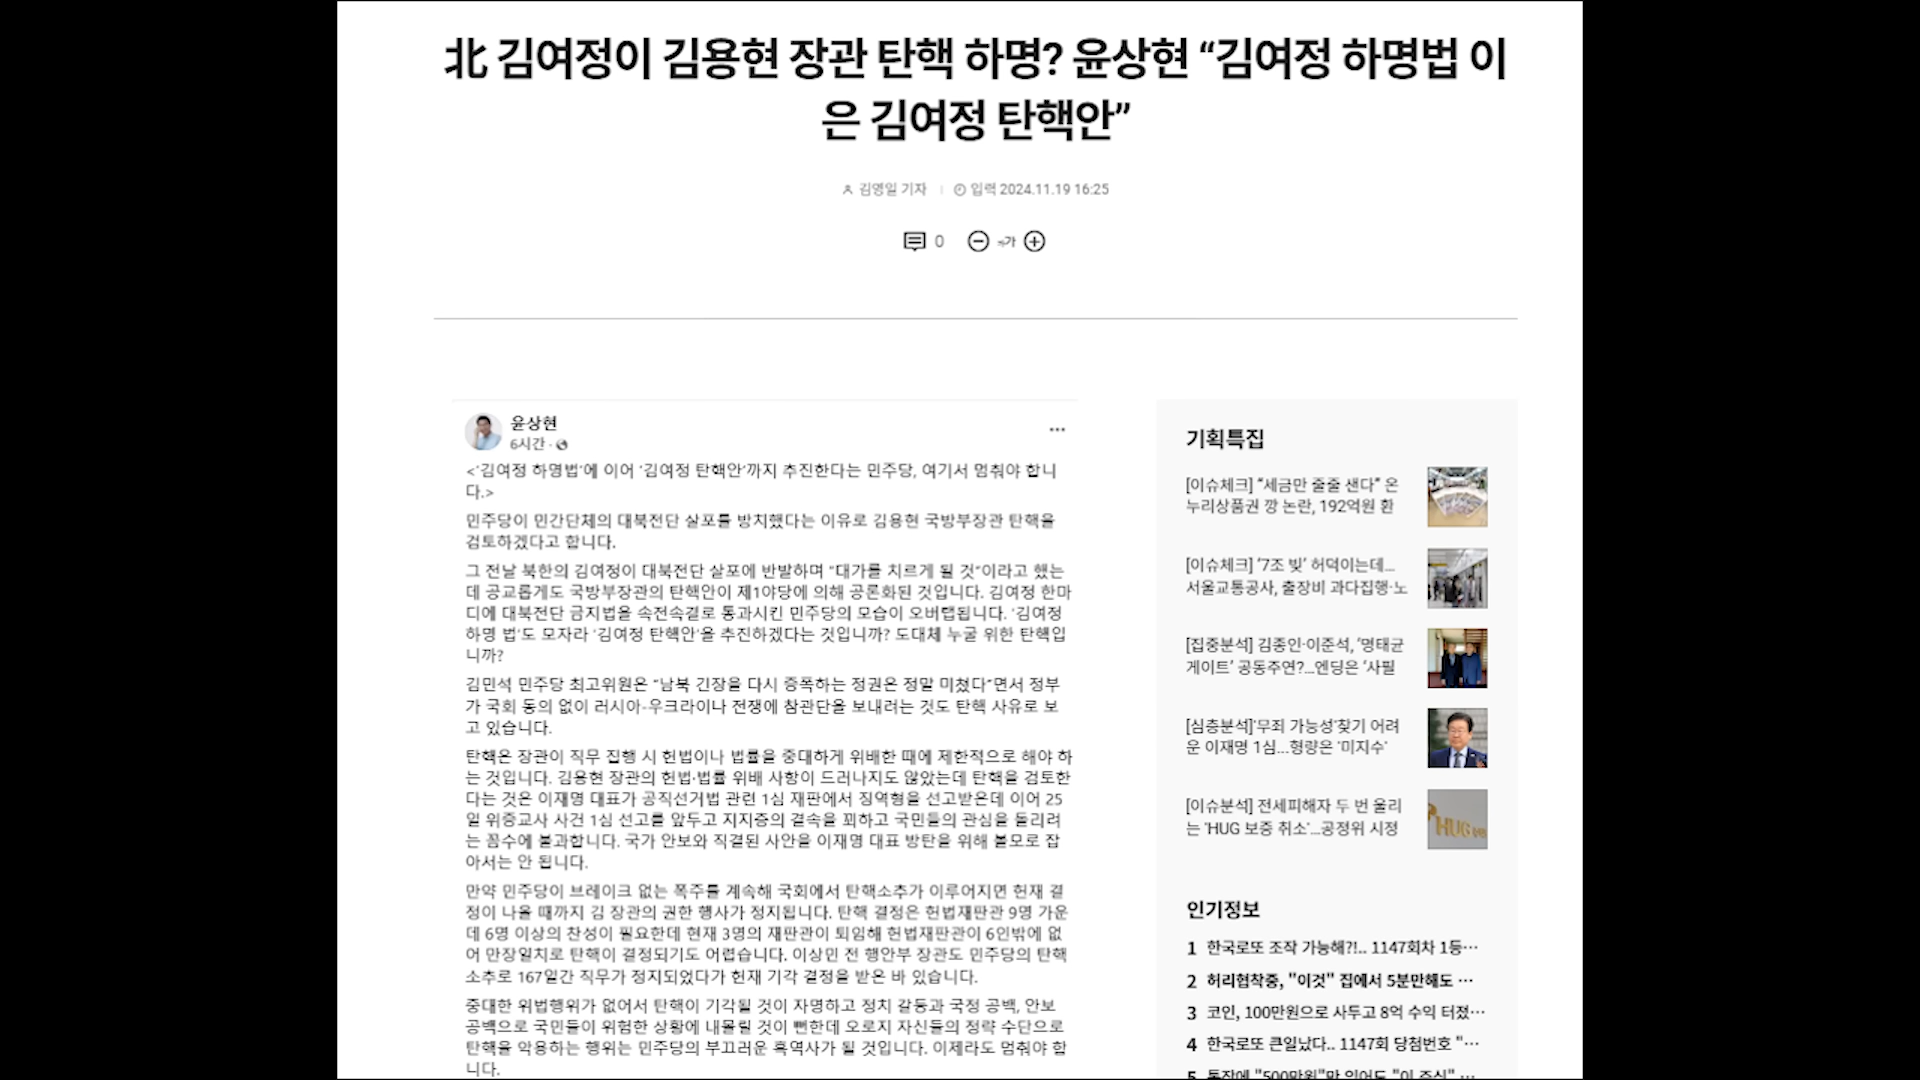 北 김여정이 김용현 장관 탄핵 하명? 윤상현 “김여정 하명법 이
은 김여정 탄핵안”
김영일 기자 입력 2024.11.19 16:25
0 가
윤상현
6시간 ·
<'김여정 하명법'에 이어 '김여정 탄핵안'까지 추진한다는 민주당, 여기서 멈춰야 합니
다.>
민주당이 민간단체의 대북전단 살포를 방치했다는 이유로 김용현 국방부장관 탄핵을
검토하겠다고 합니다.
그 전날 북한의 김여정이 대북전단 살포에 반발하며 "대가를 치르게 될 것"이라고 했는
데 공교롭게도 국방부장관의 탄핵안이 제1야당에 의해 공론화된 것입니다. 김여정 한마
디에 대북전단 금지법을 속전속결로 통과시킨 민주당의 모습이 오버랩됩니다. '김여정
하명 법'도 모자라 '김여정 탄핵안'을 추진하겠다는 것입니까? 도대체 누굴 위한 탄핵입
니까?
김민석 민주당 최고위원은 "남북 긴장을 다시 증폭하는 정권은 정말 미쳤다"면서 정부
가 국회 동의 없이 러시아-우크라이나 전쟁에 참관단을 보내려는 것도 탄핵 사유로 보
고 있습니다.
탄핵은 장관이 직무 집행 시 헌법이나 법률을 중대하게 위배한 때에 제한적으로 해야 하
는 것입니다. 김용현 장관의 헌법·법률 위배 사항이 드러나지도 않았는데 탄핵을 검토한
다는 것은 이재명 대표가 공직선거법 관련 1심 재판에서 징역형을 선고받은데 이어 25
일 위증교사 사건 1심 선고를 앞두고 지지층의 결속을 꾀하고 국민들의 관심을 돌리려
는 꼼수에 불과합니다. 국가 안보와 직결된 사안을 이재명 대표 방탄을 위해 볼모로 잡
아서는 안 됩니다.
만약 민주당이 브레이크 없는 폭주를 계속해 국회에서 탄핵소추가 이루어지면 헌재 결
정이 나올 때까지 김 장관의 권한 행사가 정지됩니다. 탄핵 결정은 헌법재판관 9명 가운
데 6명 이상의 찬성이 필요한데 현재 3명의 재판관이 퇴임해 헌법재판관이 6인밖에 없
어 만장일치로 탄핵이 결정되기도 어렵습니다. 이상민 전 행안부 장관도 민주당의 탄핵
소추로 167일간 직무가 정지되었다가 헌재 기각 결정을 받은 바 있습니다.
중대한 위법행위가 없어서 탄핵이 기각될 것이 자명하고 정치 갈등과 국정 공백, 안보
공백으로 국민들이 위험한 상황에 내몰릴 것이 뻔한데 오로지 자신들의 정략 수단으로
탄핵을 악용하는 행위는 민주당의 부끄러운 흑역사가 될 것입니다. 이제라도 멈춰야 합
니다.
기획특집
[이슈체크] “세금만 줄줄 샌다” 온
누리상품권 깡 논란, 192억원 환
[이슈체크] ‘7조 빚’ 허덕이는데…
서울교통공사, 출장비 과다집행·노
[집중분석] 김종인·이준석, ‘명태균
게이트’ 공동주연?...엔딩은 ‘사필
[심층분석]'무죄 가능성'찾기 어려
운 이재명 1심...형량은 '미지수'
[이슈분석] 전세피해자 두 번 울리
는 'HUG 보증 취소'…공정위 시정
HUG
인기정보
1 한국로또 조작 가능해?!.. 1147회차 1등…
2 허리협착증, "이것" 집에서 5분만해도 …
3 코인, 100만원으로 사두고 8억 수익 터졌…
4 한국로또 큰일났다.. 1147회 당첨번호 "…
5 통장에 "500만원"만 있어도 "이 주식" …